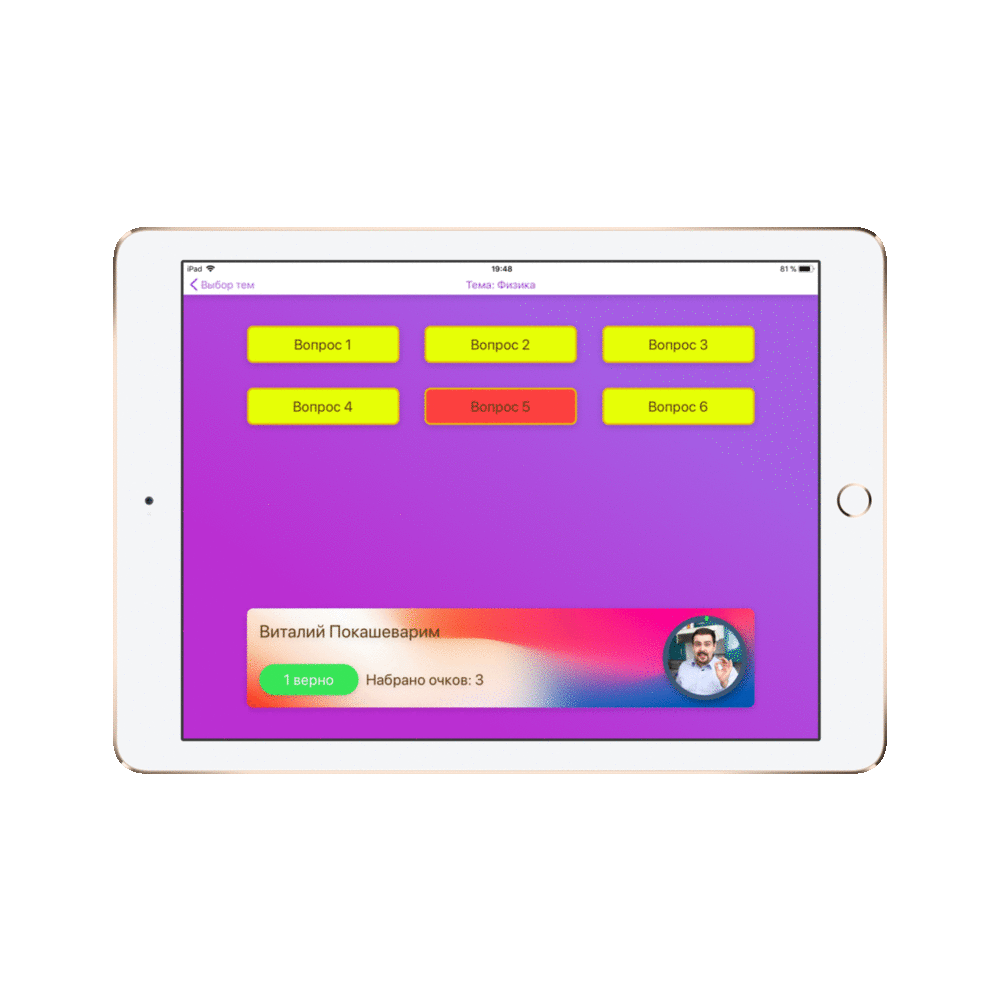 iPad 19:48 81 %
Выбор тем Тема: Физика
Вопрос 1 Вопрос 2 Вопрос 3
Вопрос 4 Вопрос 5 Вопрос 6
Виталий Покашеварим
1 верно Набрано очков: 3